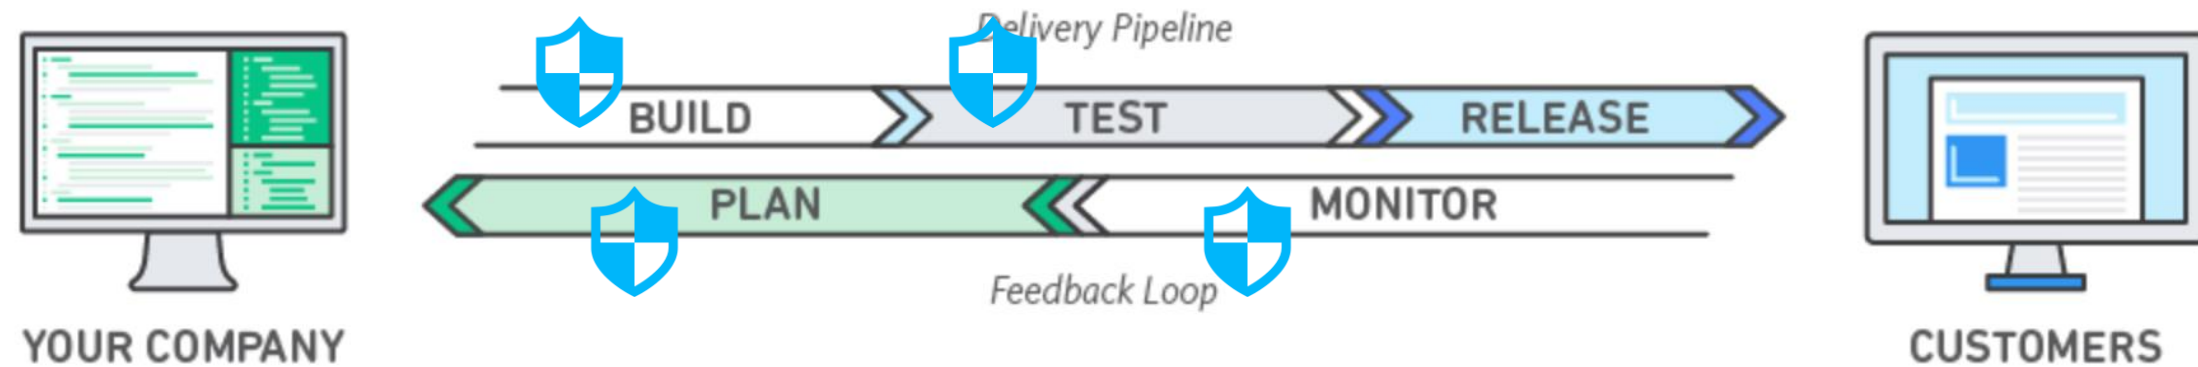 Delivery Pipeline
BUILD TEST RELEASE
PLAN MONITOR
Feedback Loop
YOUR COMPANY CUSTOMERS